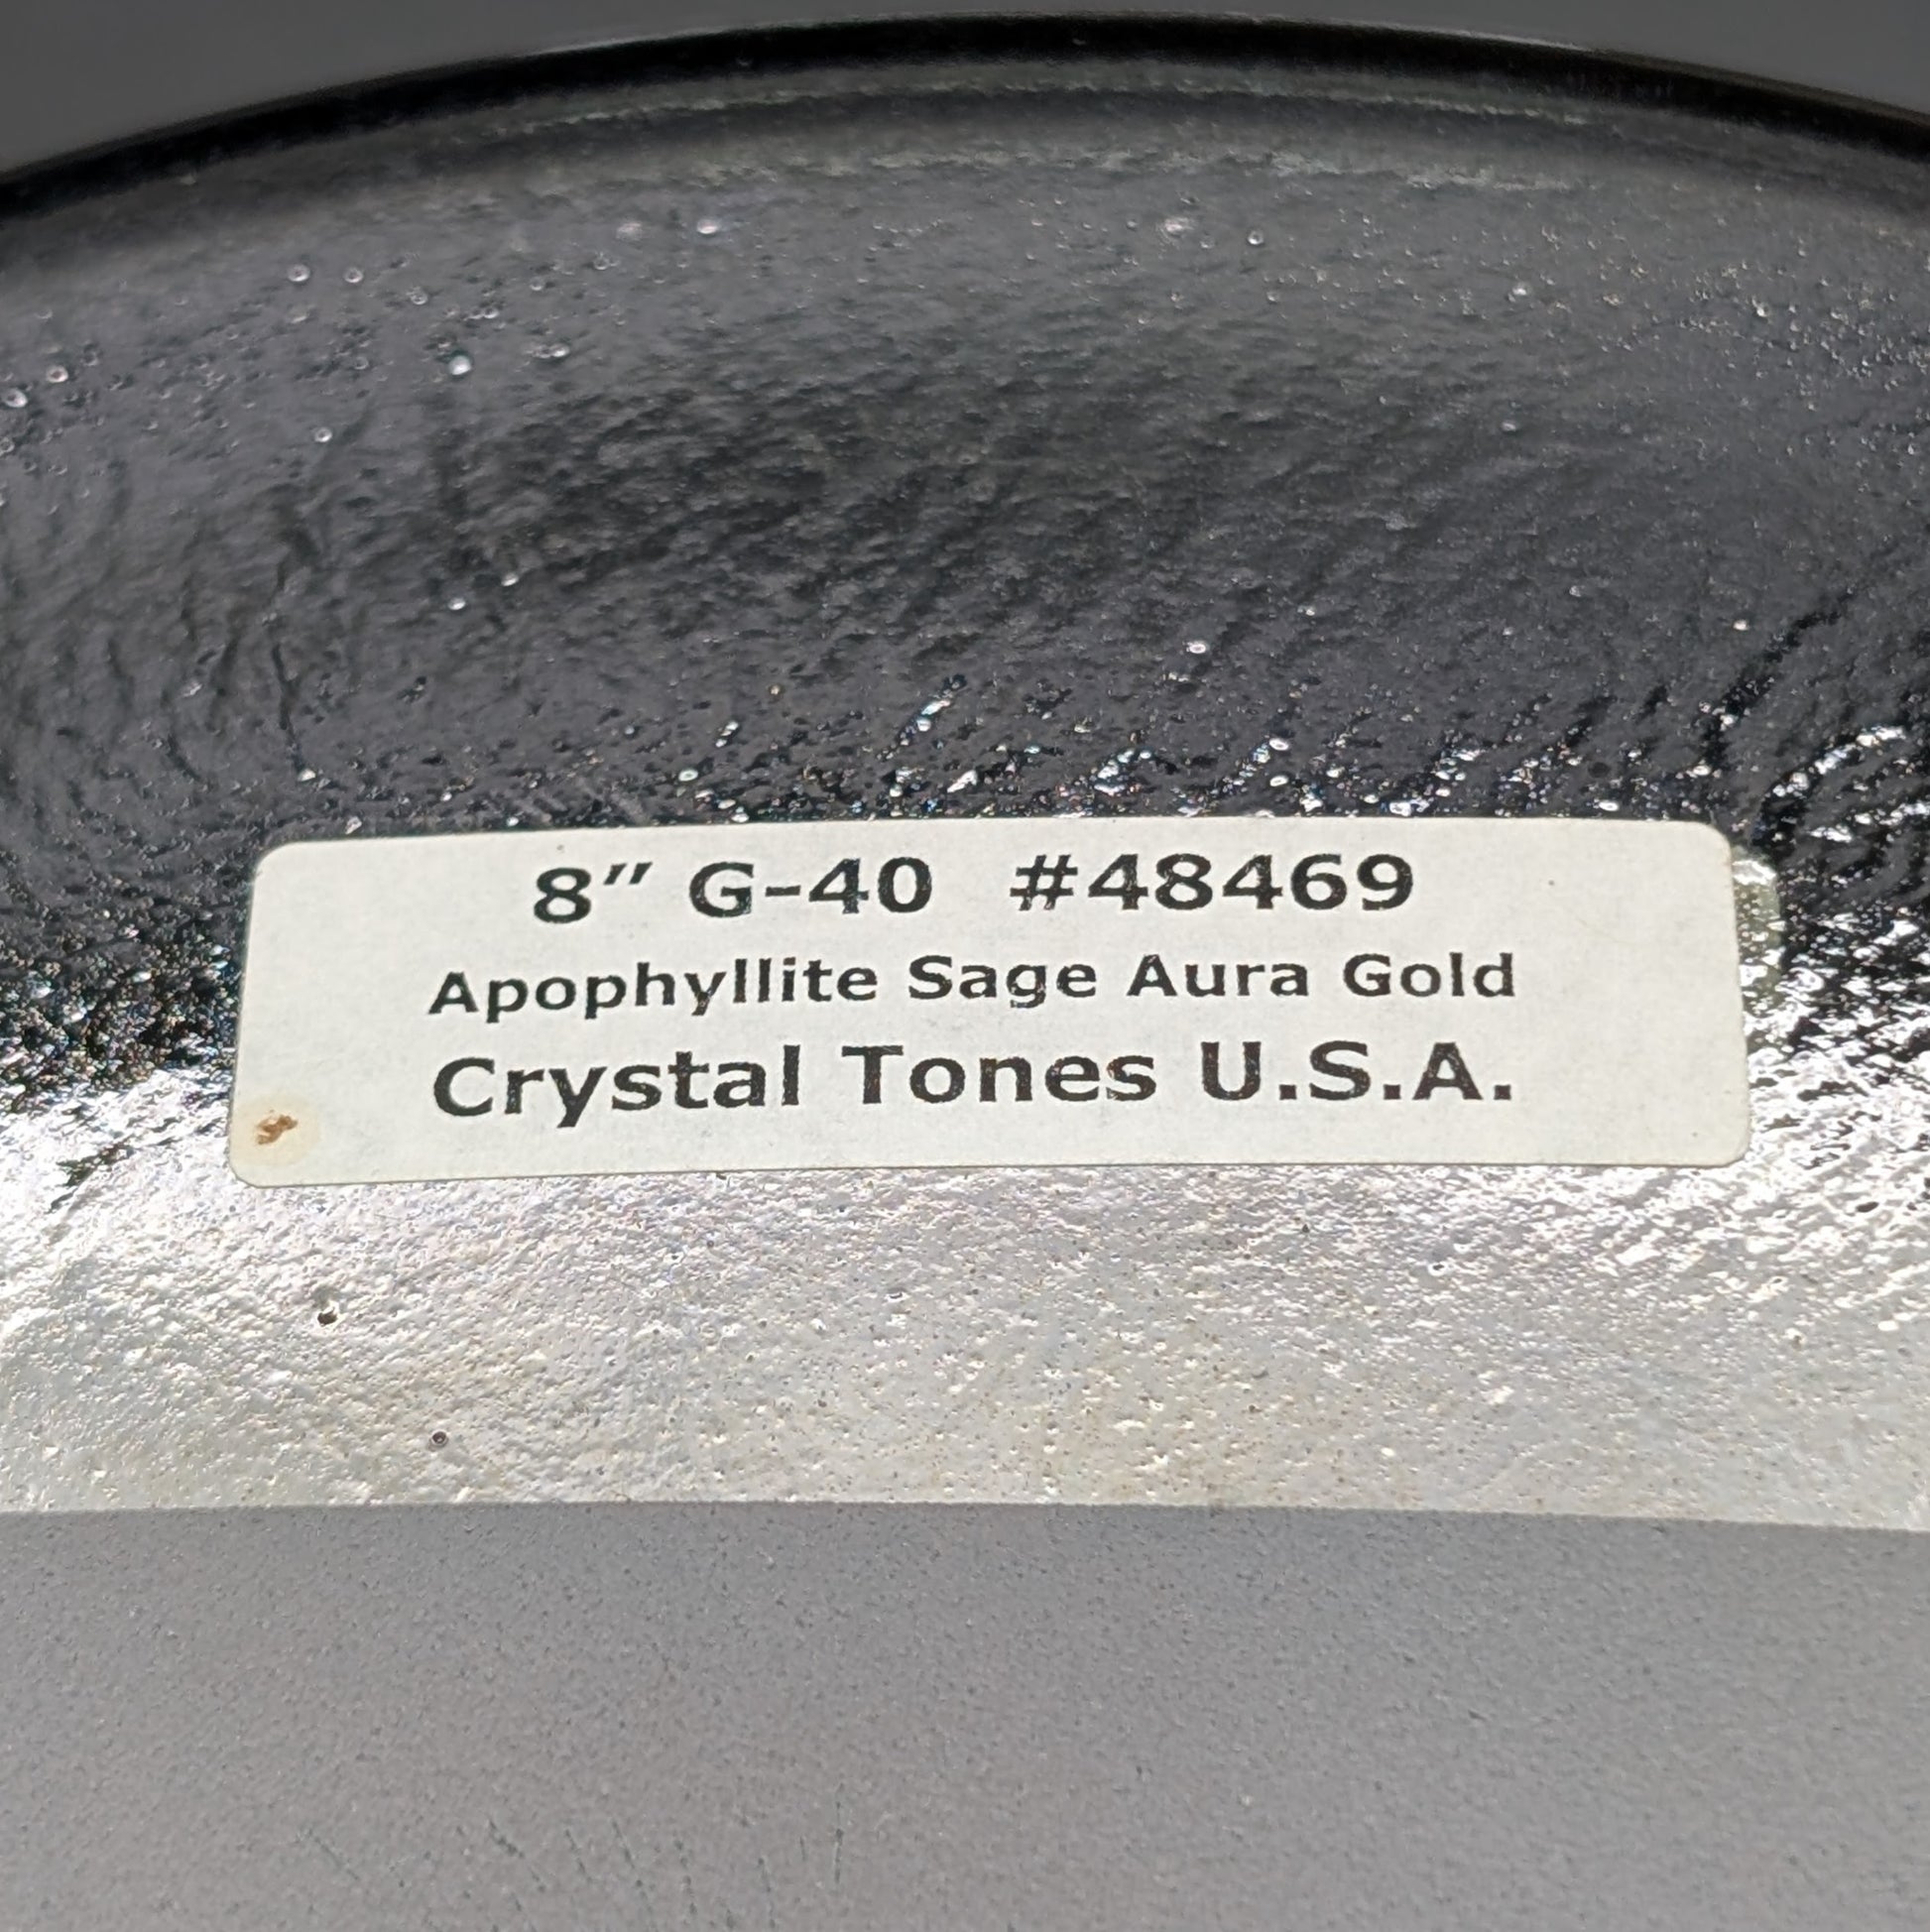 8" G-40 #48469
Apophyllite Sage Aura Gold
Crystal Tones U.S.A.